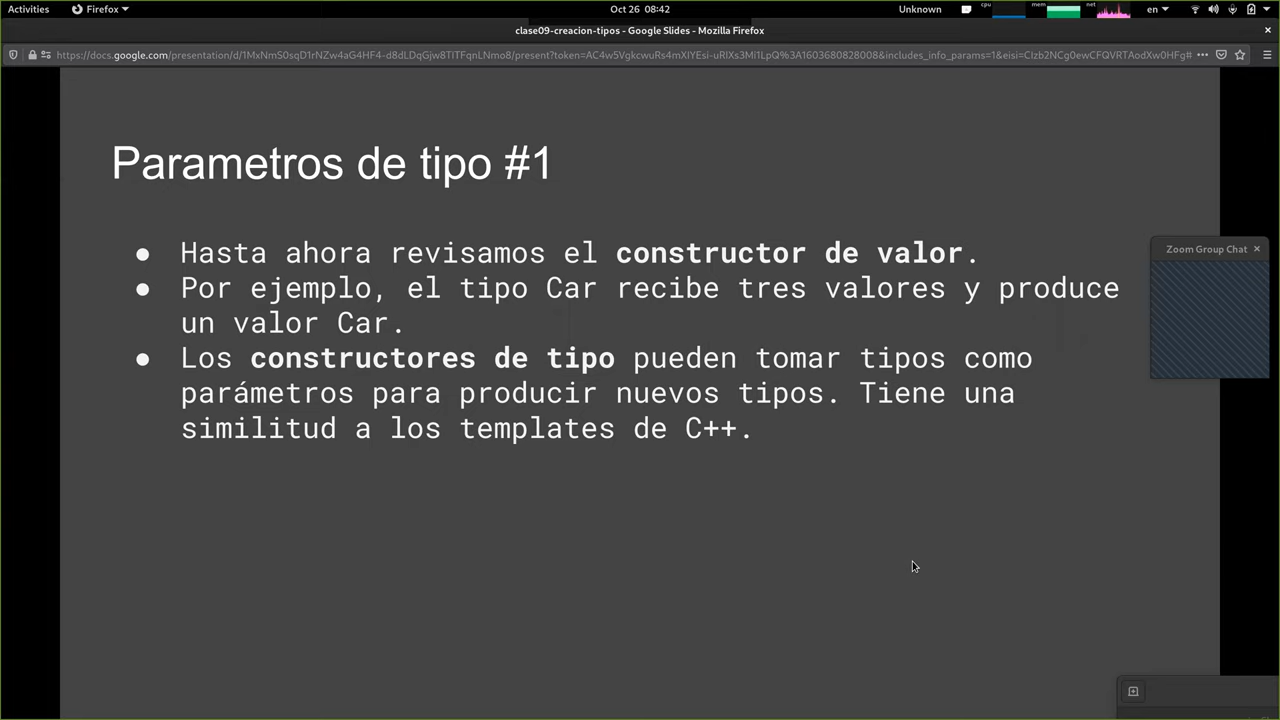 Activities Firefox Oct 26 08:42 Unknown cpu mem net en
clase09-creacion-tipos - Google Slides - Mozilla Firefox
Parametros de tipo #1
● Hasta ahora revisamos el constructor de valor.
● Por ejemplo, el tipo Car recibe tres valores y produce
un valor Car.
● Los constructores de tipo pueden tomar tipos como
parámetros para producir nuevos tipos. Tiene una
similitud a los templates de C++.
Zoom Group Chat